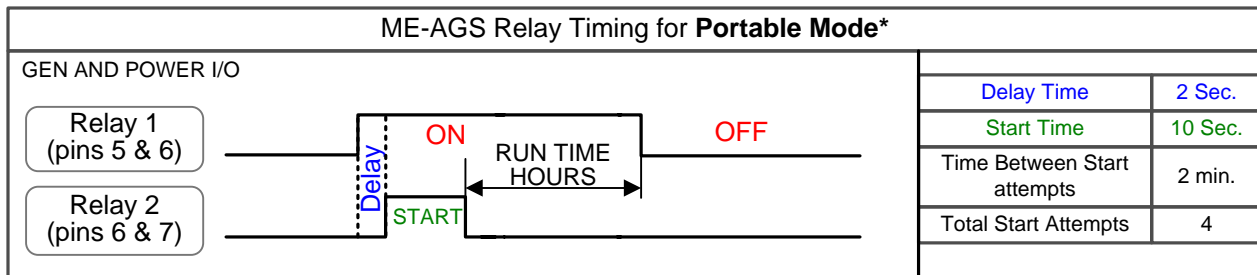 ME-AGS Relay Timing for Portable Mode*
GEN AND POWER I/O
Relay 1
(pins 5 & 6)
Relay 2
(pins 6 & 7)
Delay
ON
START
RUN TIME
HOURS
OFF
Delay Time 2 Sec.
Start Time 10 Sec.
Time Between Start
attempts 2 min.
Total Start Attempts 4